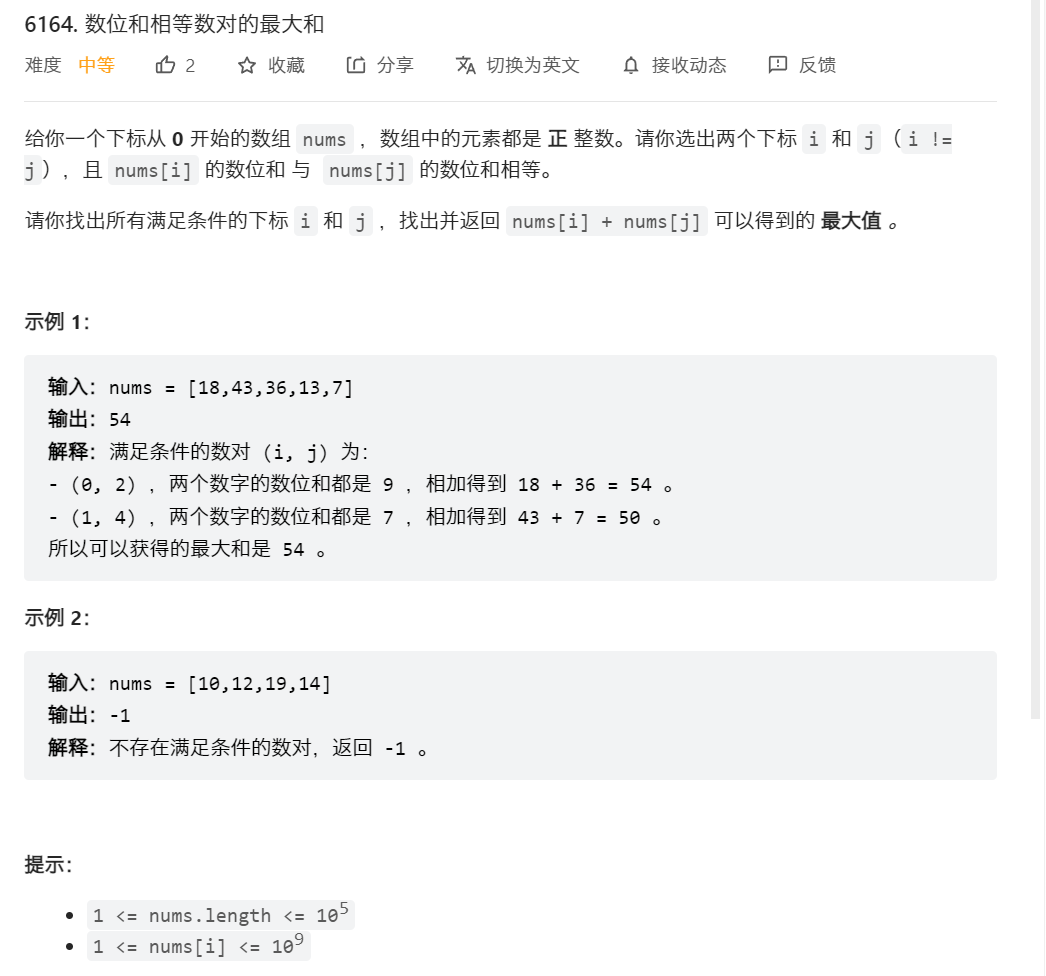 6164. 数位和相等数对的最大和
难度 中等 2 收藏 分享 切换为英文 接收动态 反馈
给你一个下标从 0 开始的数组 nums ，数组中的元素都是 正 整数。请你选出两个下标 i 和 j （i !=
j），且 nums[i] 的数位和 与 nums[j] 的数位和相等。
请你找出所有满足条件的下标 i 和 j ，找出并返回 nums[i] + nums[j] 可以得到的 最大值 。
示例 1：
输入：nums = [18,43,36,13,7]
输出：54
解释：满足条件的数对 (i, j) 为：
- (0, 2) ，两个数字的数位和都是 9 ，相加得到 18 + 36 = 54 。
- (1, 4) ，两个数字的数位和都是 7 ，相加得到 43 + 7 = 50 。
所以可以获得的最大和是 54 。
示例 2：
输入：nums = [10,12,19,14]
输出：-1
解释：不存在满足条件的数对，返回 -1 。
提示：
• 1 <= nums.length <= 10⁵
• 1 <= nums[i] <= 10⁹